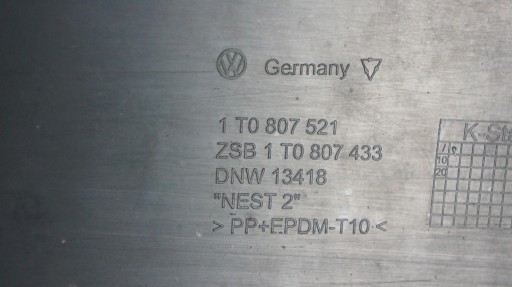 Germany
1 T0 807 521
ZSB 1 T0 807 433
DNW 13418
"NEST 2"
> PP+EPDM-T10 <
10
20